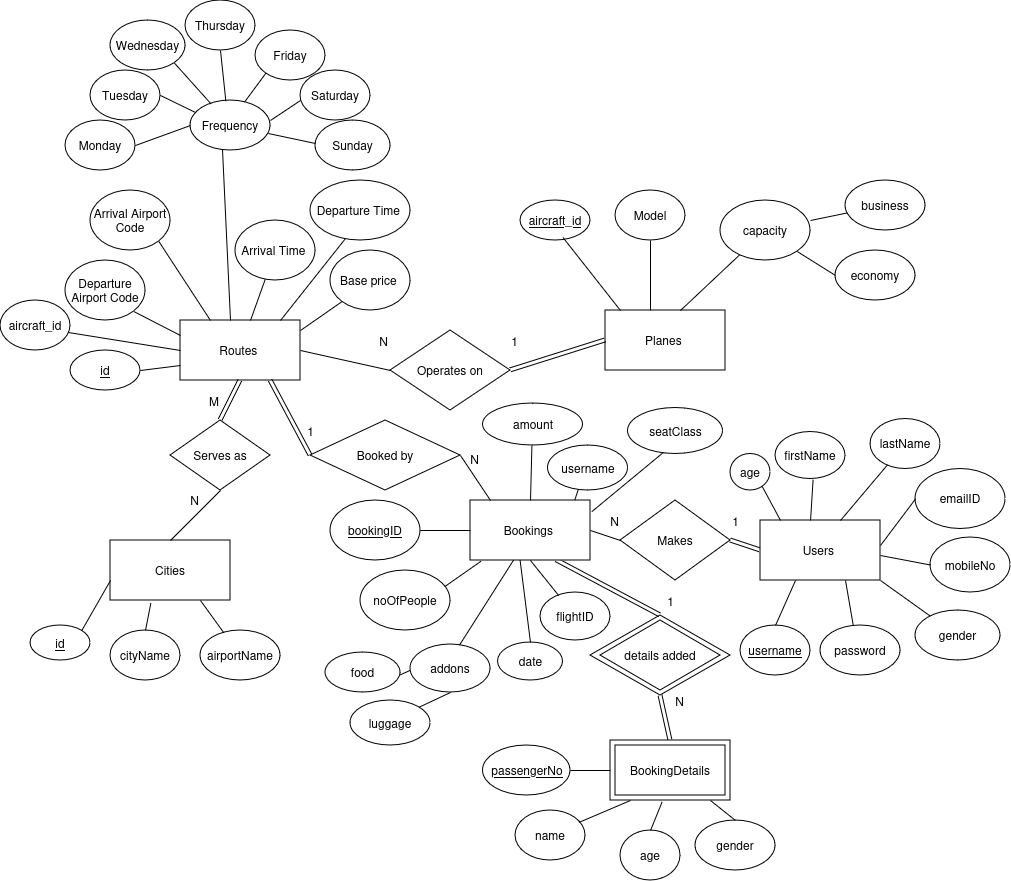 Thursday
Wednesday
Friday
Tuesday
Saturday
Frequency
Monday
Sunday
Arrival Airport
Code
Departure Time
Arrival Time
Departure
Airport Code
Base price
aircraft_id
id
Routes
aircraft_id
Model
capacity
business
economy
Planes
N
Operates on
1
M
Serves as
N
1
Booked by
N
Cities
id
cityName
airportName
amount
seatClass
username
bookingID
Bookings
noOfPeople
flightID
addons
date
food
luggage
N
Makes
1
age
firstName
lastName
emailID
Users
mobileNo
gender
username
password
1
details added
N
BookingDetails
passengerNo
name
age
gender